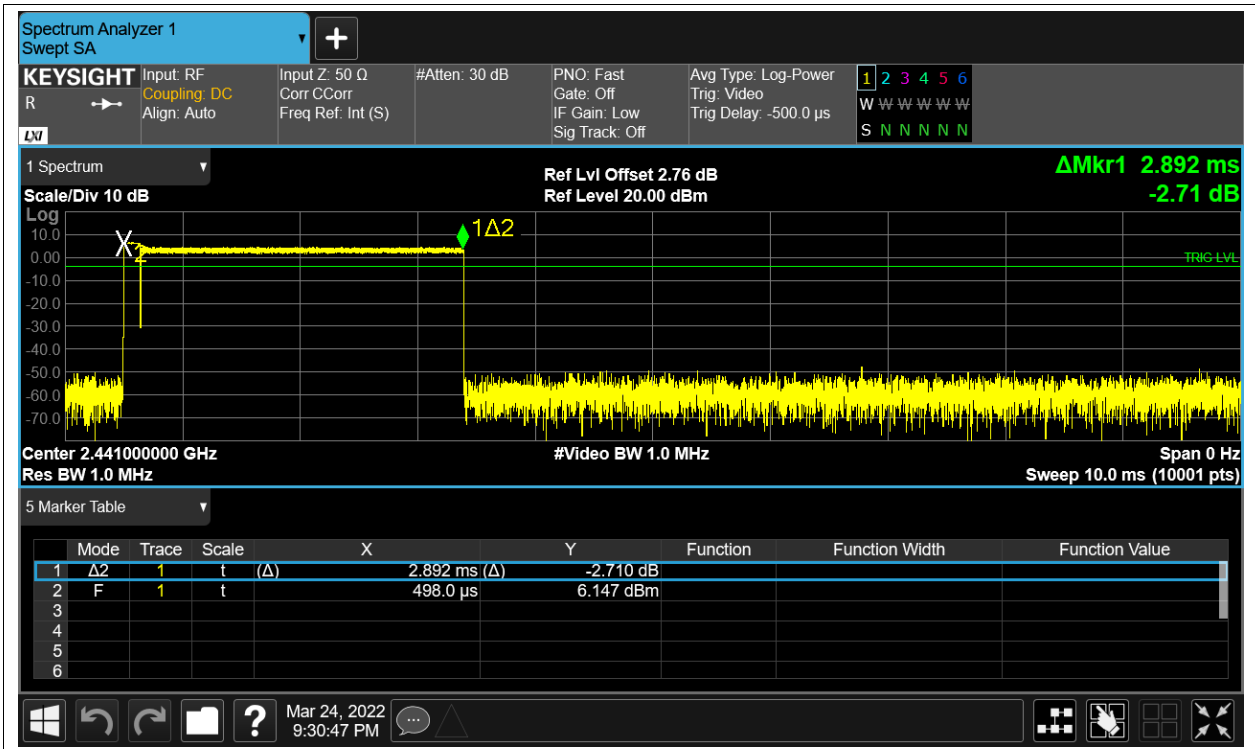 Spectrum Analyzer 1
Swept SA
KEYSIGHT
R
LXI
Input: RF
Coupling: DC
Align: Auto
Input Z: 50 Ω
Corr CCorr
Freq Ref: Int (S)
#Atten: 30 dB
PNO: Fast
Gate: Off
IF Gain: Low
Sig Track: Off
Avg Type: Log-Power
Trig: Video
Trig Delay: -500.0 µs
1 2 3 4 5 6
W W W W W W
S N N N N N
1 Spectrum
Scale/Div 10 dB
Ref Lvl Offset 2.76 dB
Ref Level 20.00 dBm
ΔMkr1 2.892 ms
-2.71 dB
Log
10.0
0.00
-10.0
-20.0
-30.0
-40.0
-50.0
-60.0
-70.0
X
2
1Δ2
TRIG LVL
Center 2.441000000 GHz
#Video BW 1.0 MHz
Span 0 Hz
Res BW 1.0 MHz
Sweep 10.0 ms (10001 pts)
5 Marker Table
Mode Trace Scale X Y Function Function Width Function Value
1 Δ2 1 t (Δ) 2.892 ms (Δ) -2.710 dB
2 F 1 t 498.0 µs 6.147 dBm
3
4
5
6
?
Mar 24, 2022
9:30:47 PM